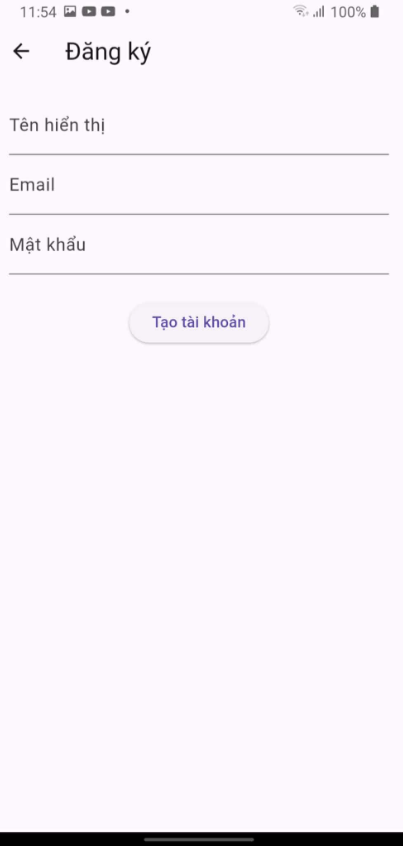 11:54 100%
Đăng ký
Tên hiển thị
Email
Mật khẩu
Tạo tài khoản